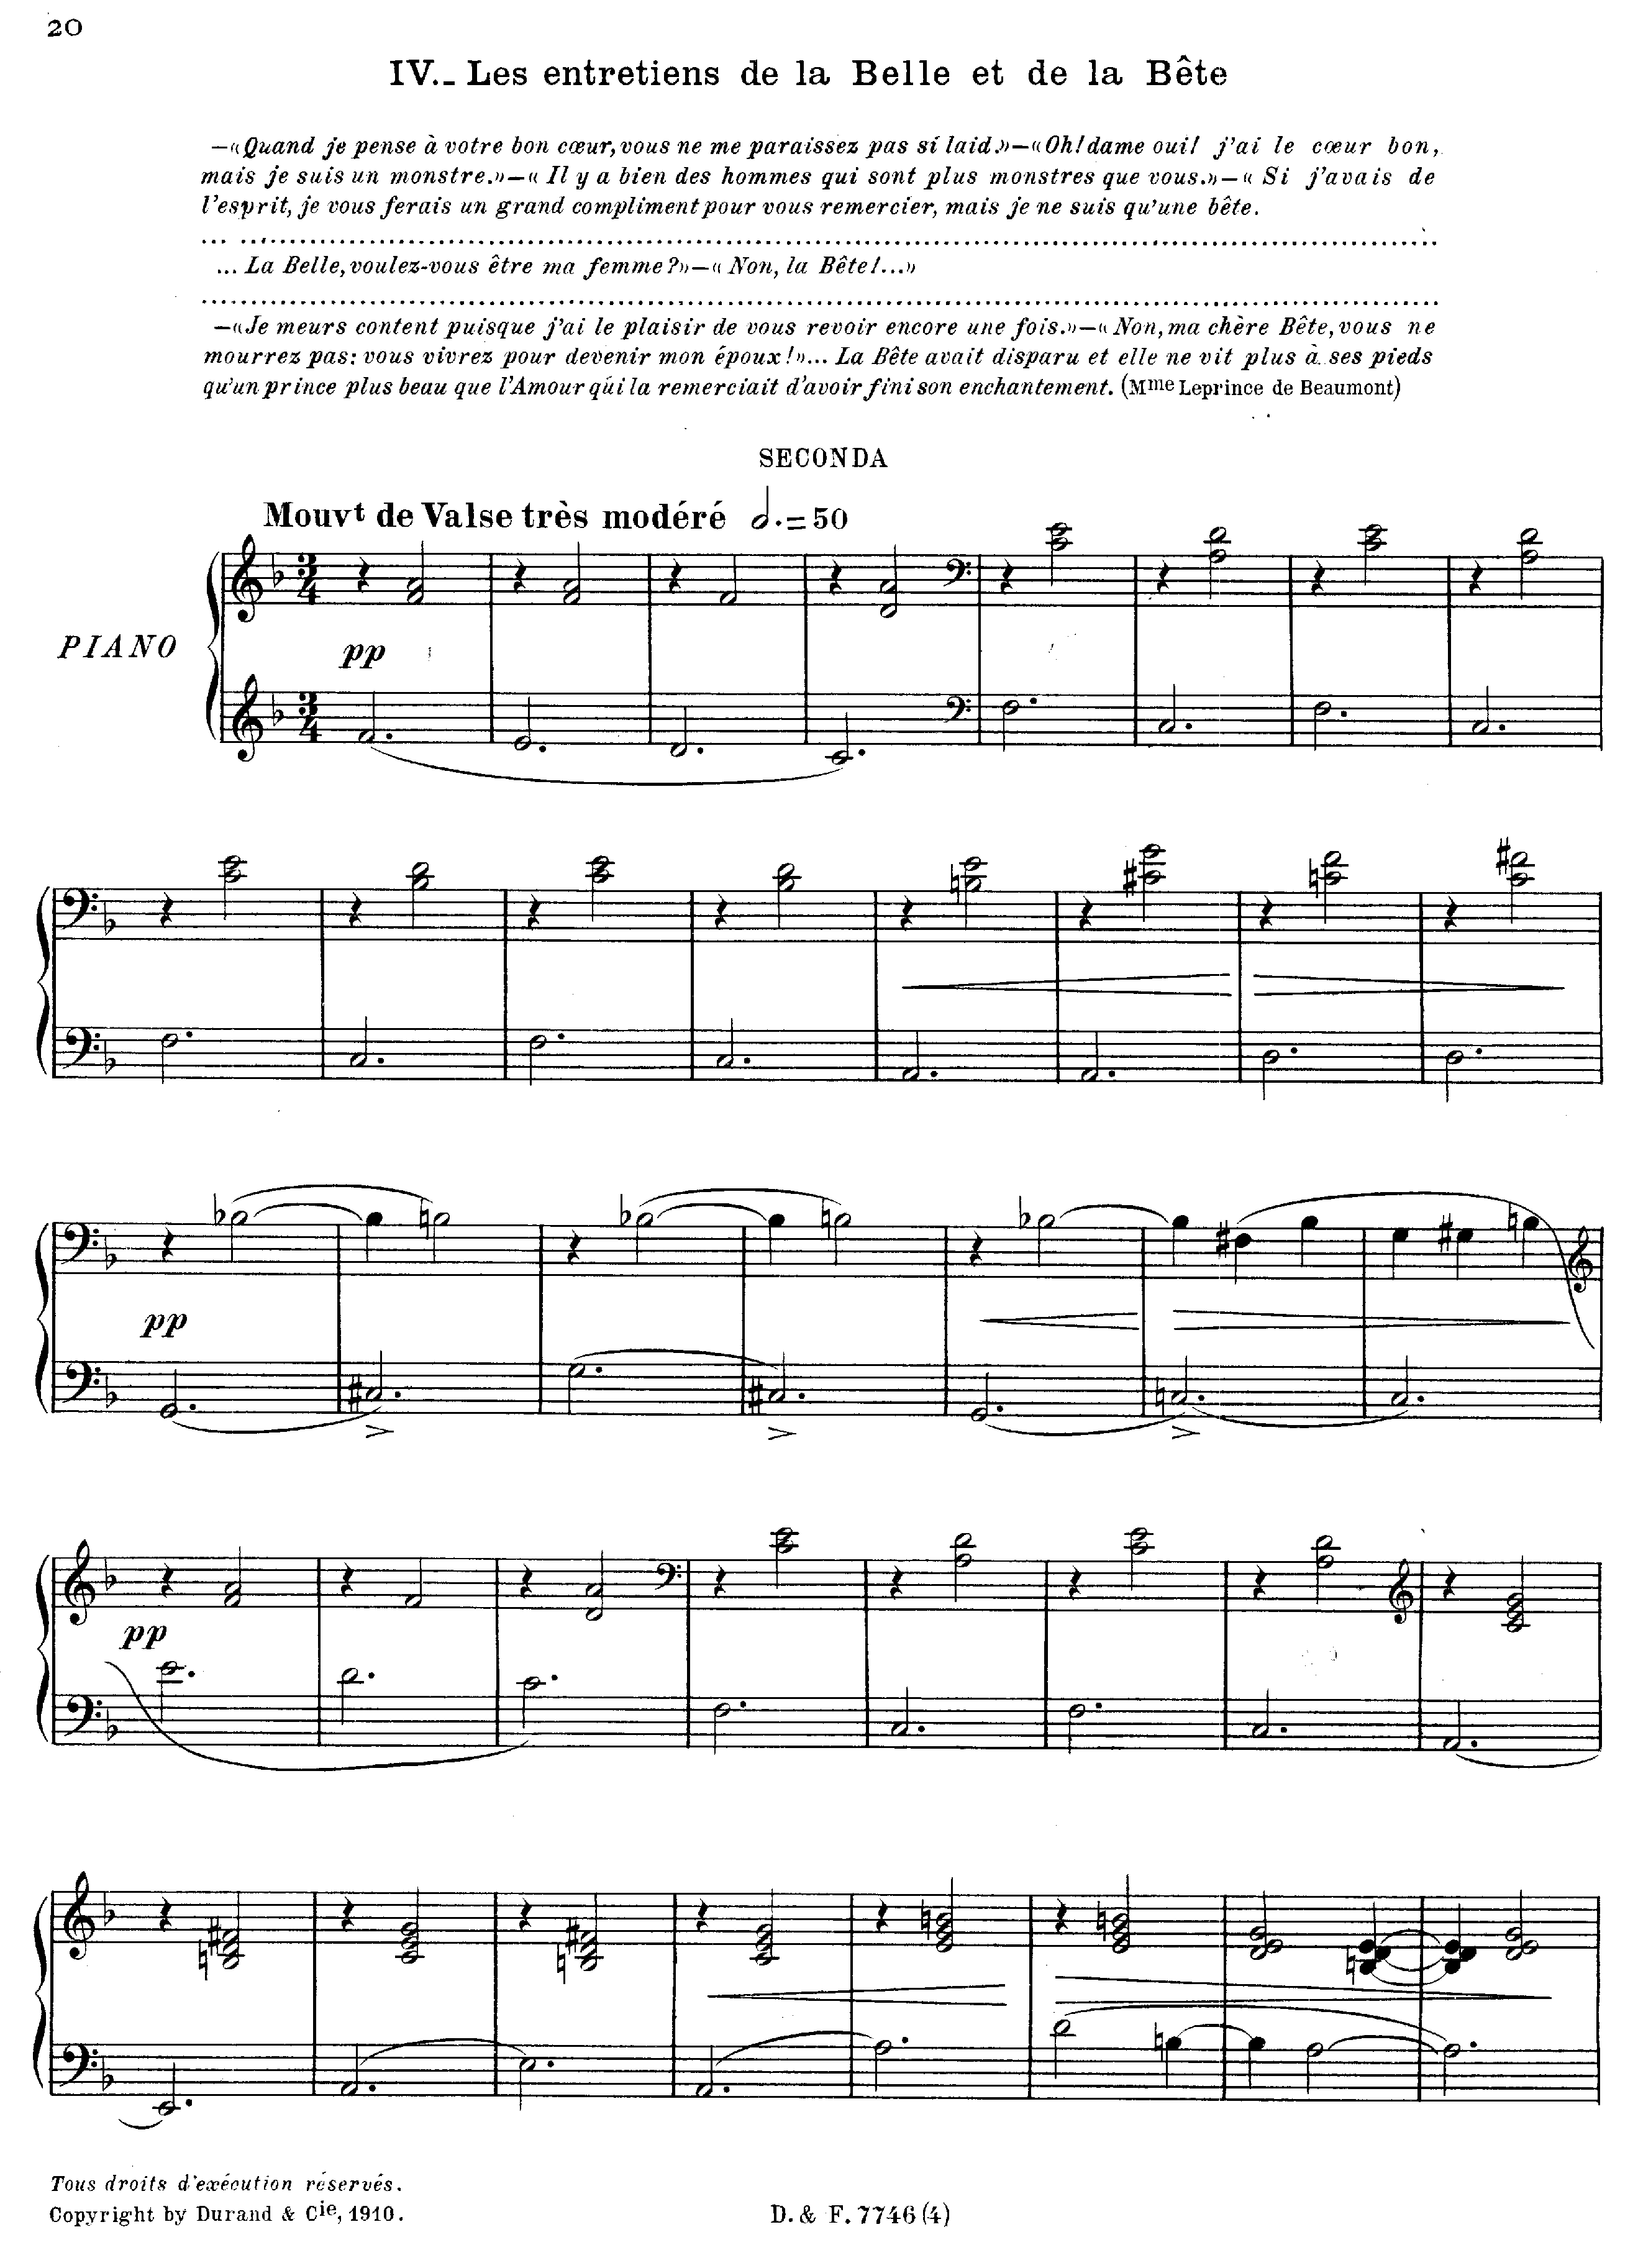 20
IV._ Les entretiens de la Belle et de la Bête
—«Quand je pense à votre bon cœur, vous ne me paraissez pas si laid.»—«Oh! dame oui! j'ai le cœur bon,
mais je suis un monstre.»—« Il y a bien des hommes qui sont plus monstres que vous.»—« Si j'avais de
l'esprit, je vous ferais un grand compliment pour vous remercier, mais je ne suis qu'une bête.
... La Belle, voulez-vous être ma femme?»—« Non, la Bête!...»
—«Je meurs content puisque j'ai le plaisir de vous revoir encore une fois.»—« Non, ma chère Bête, vous ne
mourrez pas: vous vivrez pour devenir mon époux!»... La Bête avait disparu et elle ne vit plus à ses pieds
qu'un prince plus beau que l'Amour qui la remerciait d'avoir fini son enchantement. (Mme Leprince de Beaumont)
SECONDA
Mouvt de Valse très modéré 𝅗𝅥. = 50
3 4
PIANO
pp
3 4
pp
pp
Tous droits d'exécution réservés.
Copyright by Durand & Cie, 1910.
D. & F. 7746 (4)